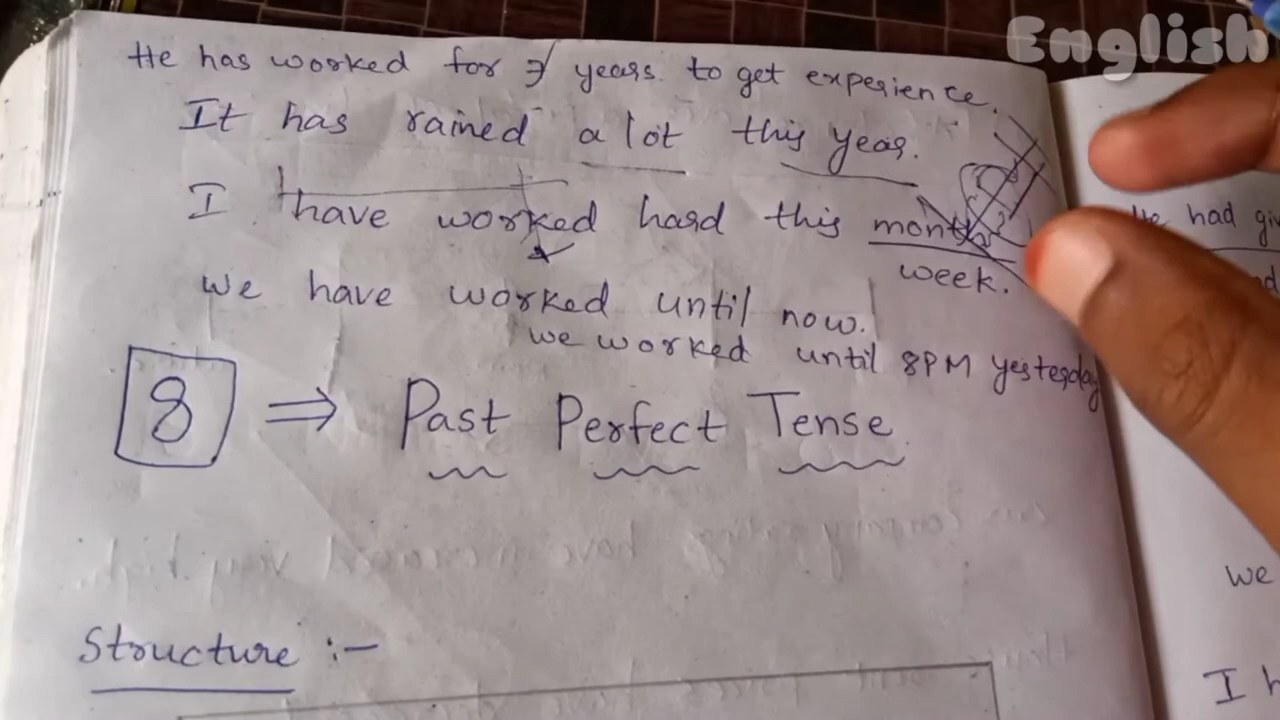 English
He has worked for 7 years to get experience.
It has rained a lot this year.
I have worked hard this month
week.
we have worked until now.
we worked until 8PM yesterday
8 ⇒ Past Perfect Tense
Structure :-
had
we
I